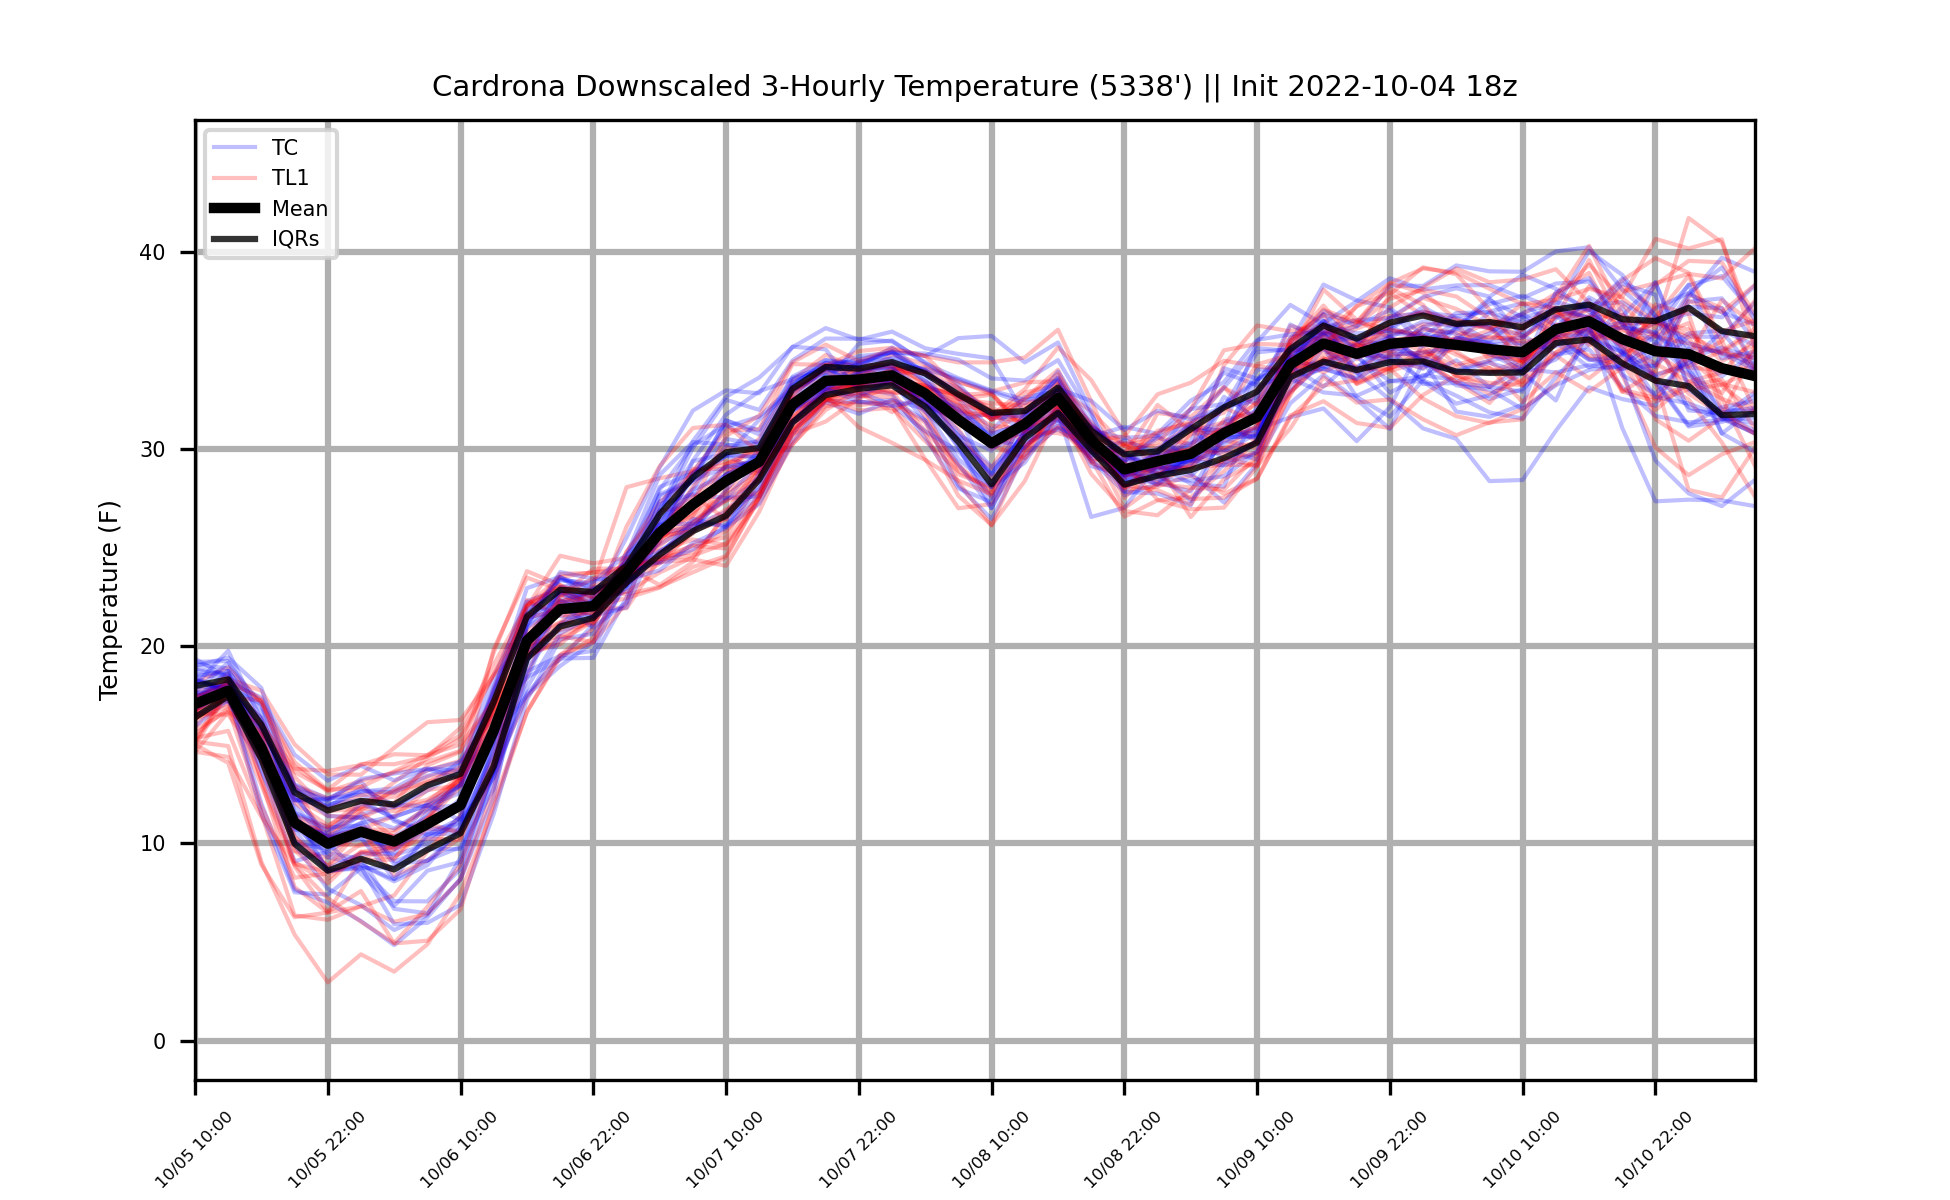 Cardrona Downscaled 3-Hourly Temperature (5338') || Init 2022-10-04 18z
TC
TL1
Mean
IQRs
Temperature (F)
40
30
20
10
0
10/05 10:00
10/05 22:00
10/06 10:00
10/06 22:00
10/07 10:00
10/07 22:00
10/08 10:00
10/08 22:00
10/09 10:00
10/09 22:00
10/10 10:00
10/10 22:00